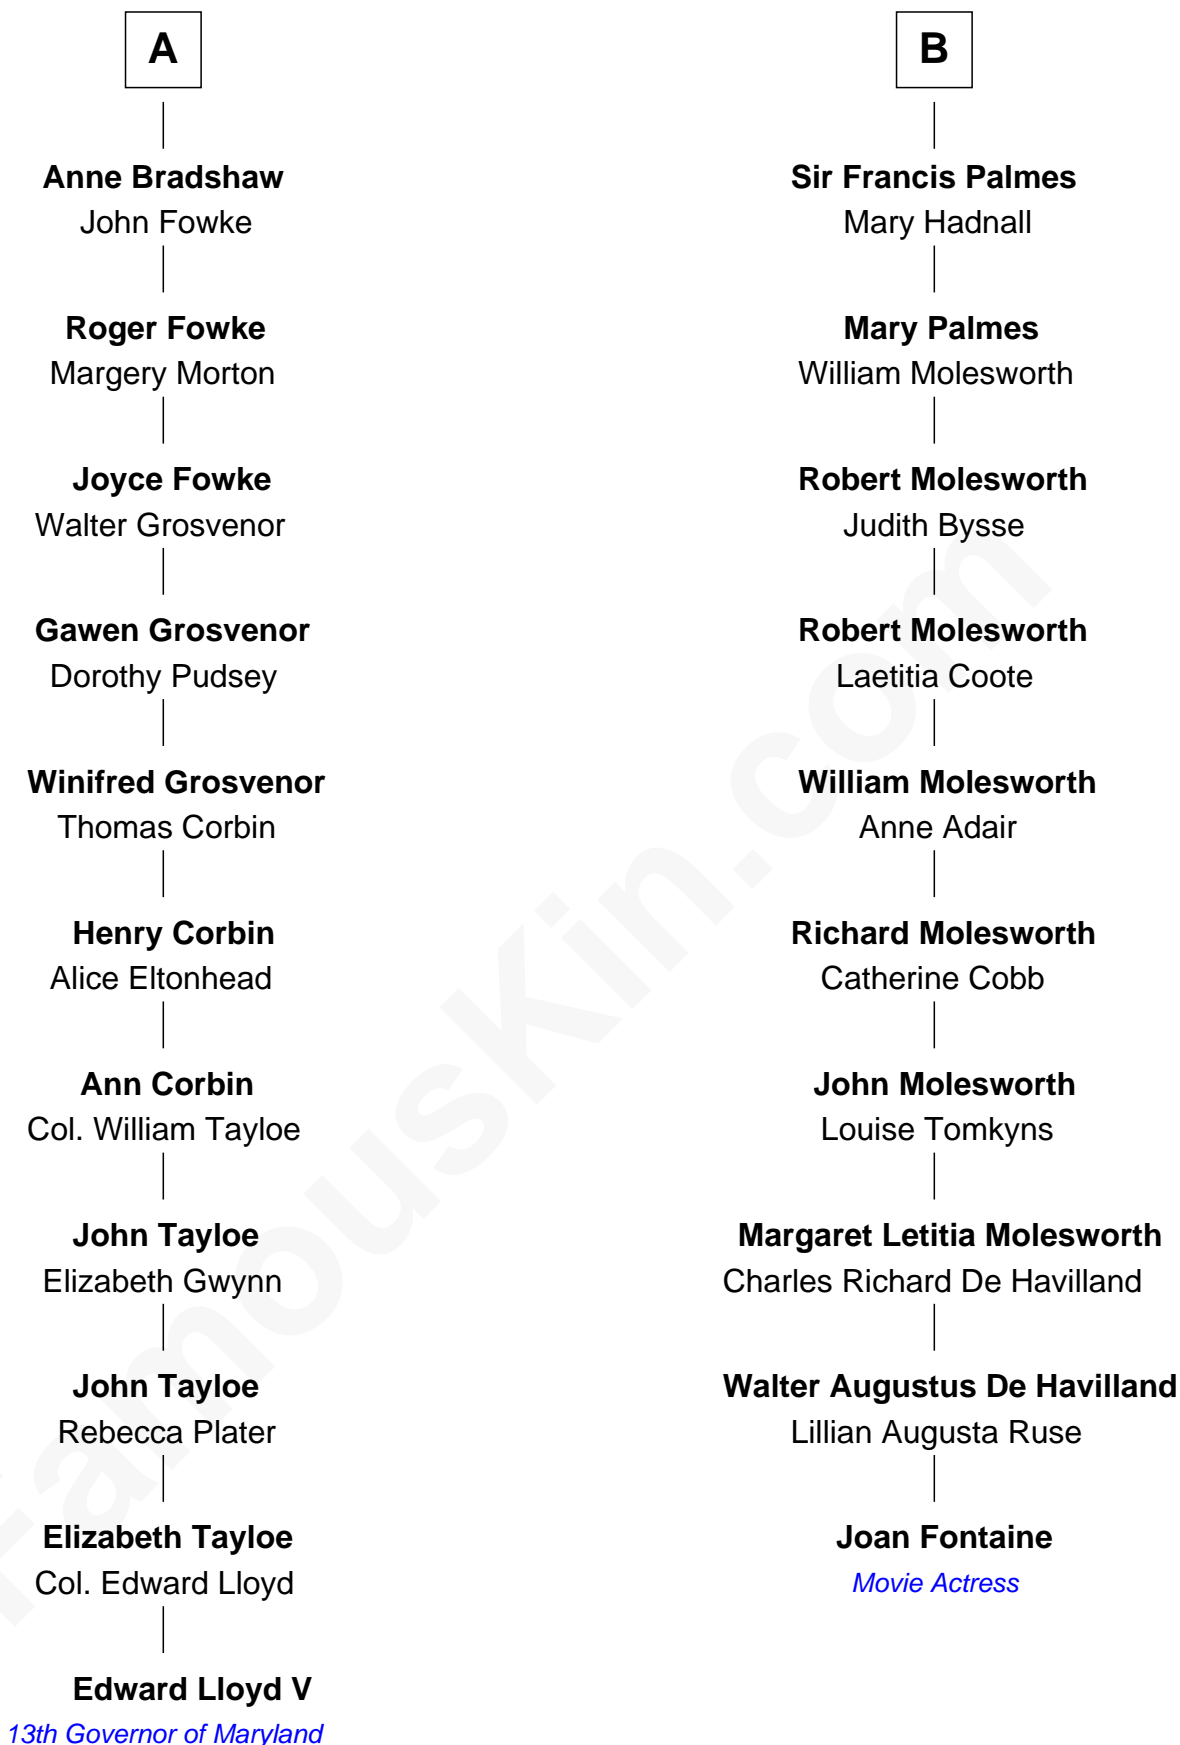 A
Anne Bradshaw
John Fowke
Roger Fowke
Margery Morton
Joyce Fowke
Walter Grosvenor
Gawen Grosvenor
Dorothy Pudsey
Winifred Grosvenor
Thomas Corbin
Henry Corbin
Alice Eltonhead
Ann Corbin
Col. William Tayloe
John Tayloe
Elizabeth Gwynn
John Tayloe
Rebecca Plater
Elizabeth Tayloe
Col. Edward Lloyd
Edward Lloyd V
13th Governor of Maryland
B
Sir Francis Palmes
Mary Hadnall
Mary Palmes
William Molesworth
Robert Molesworth
Judith Bysse
Robert Molesworth
Laetitia Coote
William Molesworth
Anne Adair
Richard Molesworth
Catherine Cobb
John Molesworth
Louise Tomkyns
Margaret Letitia Molesworth
Charles Richard De Havilland
Walter Augustus De Havilland
Lillian Augusta Ruse
Joan Fontaine
Movie Actress
FamousKin.com